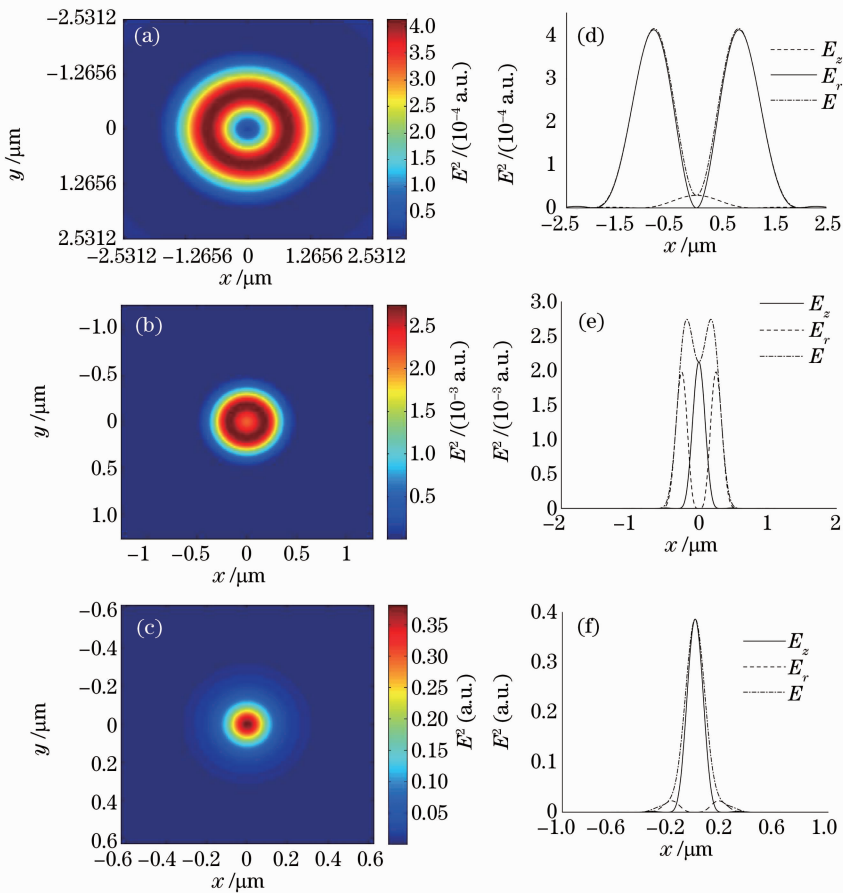 (a)
−2.5312
−1.2656
0
1.2656
2.5312
y /μm
−2.5312 −1.2656 0 1.2656 2.5312
x /μm
4.0
3.5
3.0
2.5
2.0
1.5
1.0
0.5
E² /(10⁻⁴ a.u.)
(d)
E² /(10⁻⁴ a.u.)
4
3
2
1
0
−2.5 −1.5 −0.5 0.5 1.5 2.5
x /μm
E_z
E_r
E
(b)
−1.0
−0.5
0
0.5
1.0
y /μm
−1 −0.5 0 0.5 1
x /μm
2.5
2.0
1.5
1.0
0.5
E² /(10⁻³ a.u.)
(e)
E² /(10⁻³ a.u.)
3.0
2.5
2.0
1.5
1.0
0.5
0
−2 −1 0 1 2
x /μm
E_z
E_r
E
(c)
−0.6
−0.4
−0.2
0
0.2
0.4
0.6
y /μm
−0.6 −0.4 −0.2 0 0.2 0.4 0.6
x /μm
0.35
0.30
0.25
0.20
0.15
0.10
0.05
E² (a.u.)
(f)
E² (a.u.)
0.4
0.3
0.2
0.1
0
−1.0 −0.6 −0.2 0.2 0.6 1.0
x /μm
E_z
E_r
E